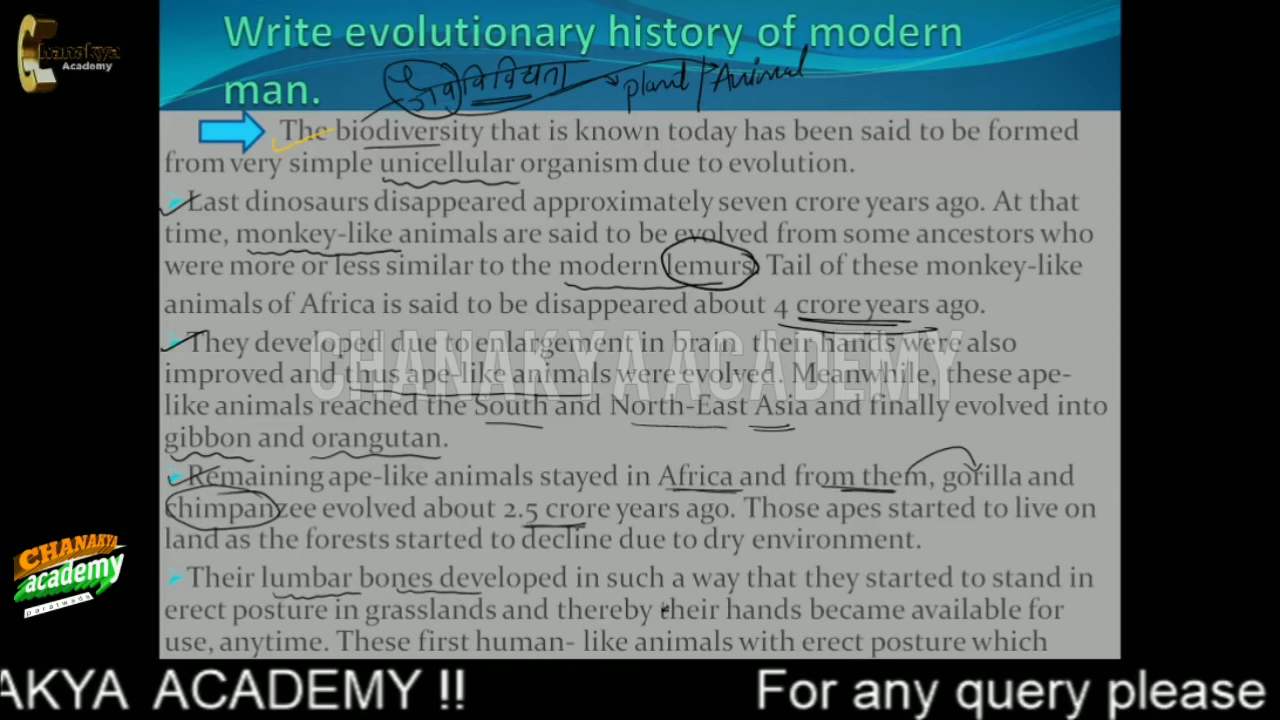 Chanakya
Academy
Write evolutionary history of modern
man.
जैवविविधता → plant / Animal
The biodiversity that is known today has been said to be formed
from very simple unicellular organism due to evolution.
Last dinosaurs disappeared approximately seven crore years ago. At that
time, monkey-like animals are said to be evolved from some ancestors who
were more or less similar to the modern lemurs. Tail of these monkey-like
animals of Africa is said to be disappeared about 4 crore years ago.
They developed due to enlargement in brain their hands were also
improved and thus ape-like animals were evolved. Meanwhile, these ape-
like animals reached the South and North-East Asia and finally evolved into
gibbon and orangutan.
Remaining ape-like animals stayed in Africa and from them, gorilla and
chimpanzee evolved about 2.5 crore years ago. Those apes started to live on
land as the forests started to decline due to dry environment.
Their lumbar bones developed in such a way that they started to stand in
erect posture in grasslands and thereby their hands became available for
use, anytime. These first human- like animals with erect posture which
CHANAKYA ACADEMY
CHANAKYA
academy
paratwada
AKYA ACADEMY !! For any query please